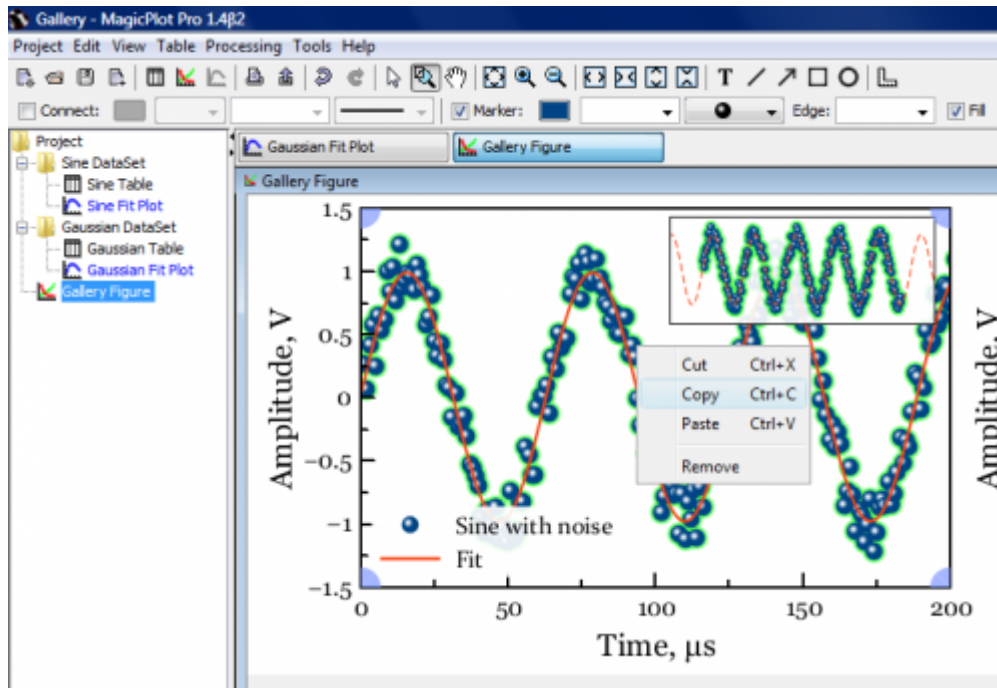 Gallery - MagicPlot Pro 1.4β2
Project Edit View Table Processing Tools Help
T
Connect: Marker: Edge: Fill
Project
Sine DataSet
Sine Table
Sine Fit Plot
Gaussian DataSet
Gaussian Table
Gaussian Fit Plot
Gallery Figure
Gaussian Fit Plot Gallery Figure
Gallery Figure
1.5
1
0.5
0
−0.5
−1
−1.5
Amplitude, V
Cut Ctrl+X
Copy Ctrl+C
Paste Ctrl+V
Remove
Sine with noise
Fit
0 50 100 150 200
Time, µs
Amplitude, V